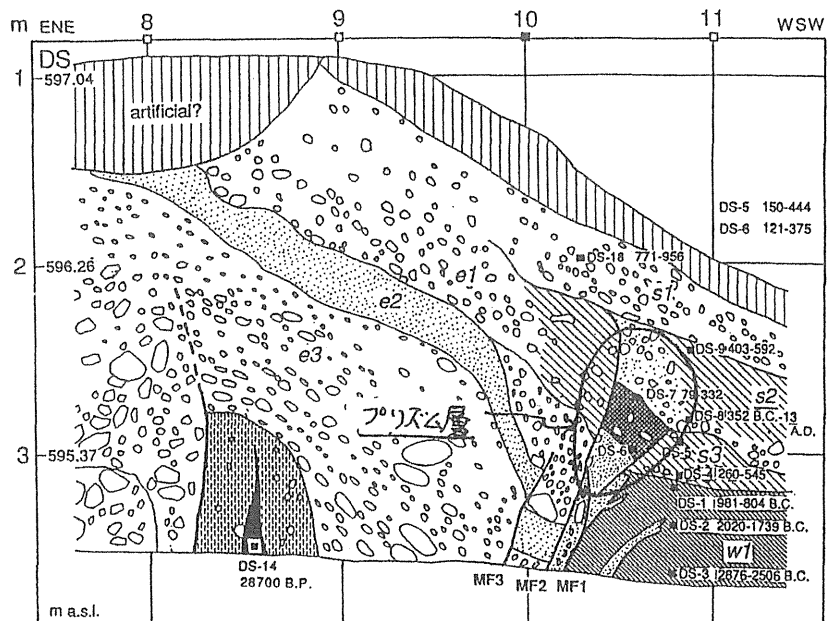 m ENE 8 9 10 11 WSW
DS
1 597.04
artificial?
DS-5 150-444
DS-6 121-375
2 596.26
DS-18 771-956
e1
s1
e2
DS-9 403-592
e3
DS-7 79-332
s2
DS-8 352 B.C.-13 A.D.
プリズム層
DS-6
DS-5
s3
3 595.37
DS-4 260-545
DS-1 1981-804 B.C.
DS-2 2020-1739 B.C.
w1
DS-14
28700 B.P.
MF3 MF2 MF1
DS-3 2876-2506 B.C.
m a.s.l.